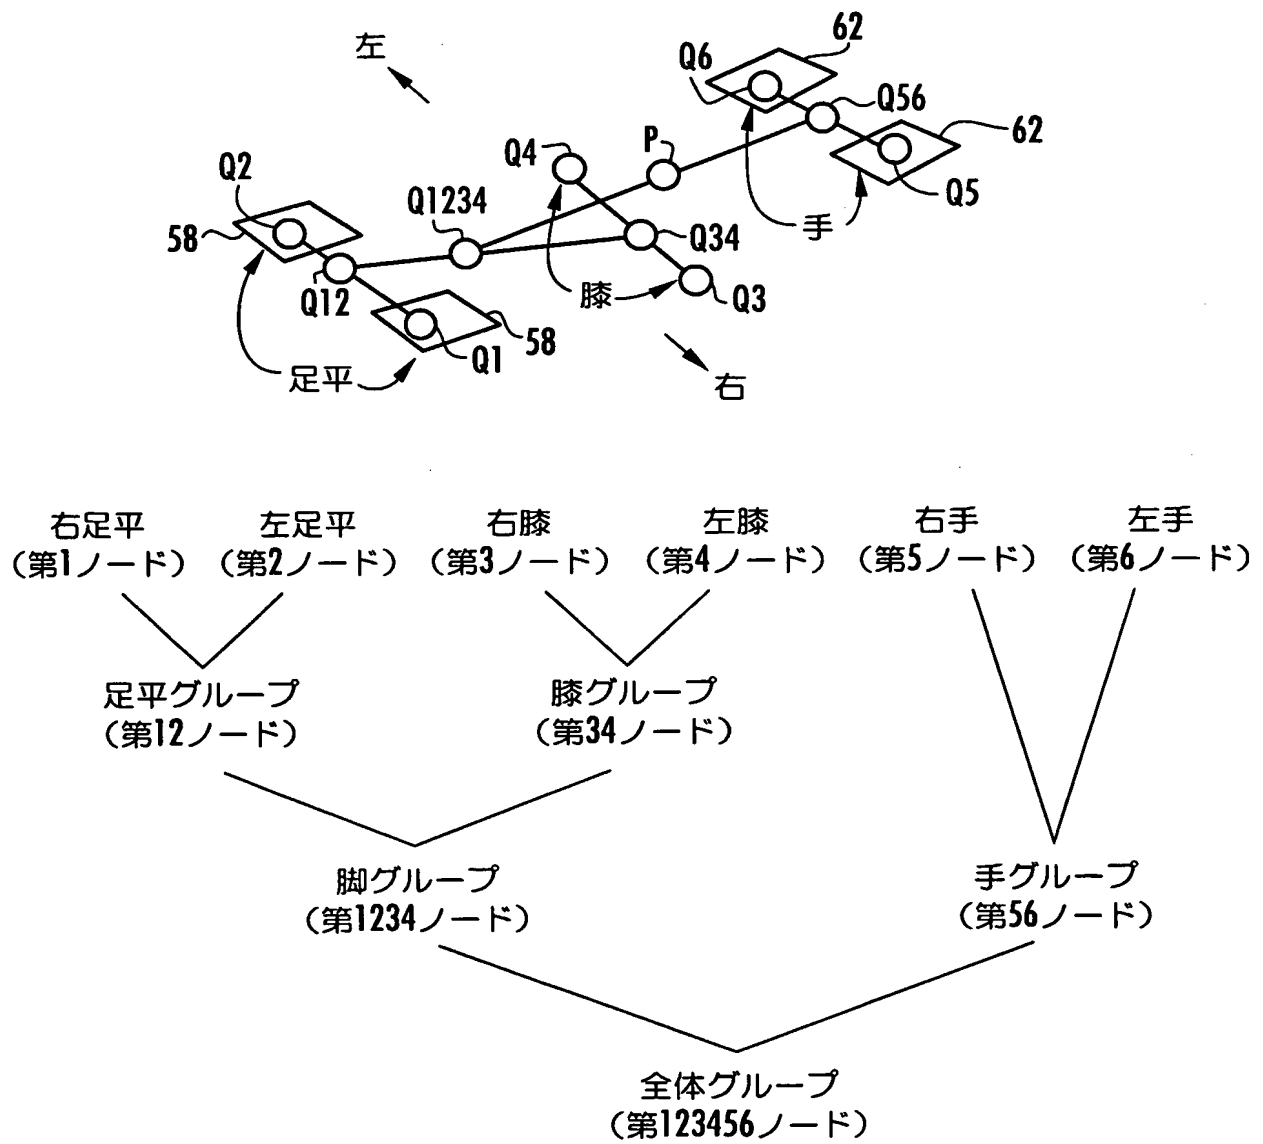 左
62
Q6
Q56
62
P
Q4
Q2
Q5
Q1234
手
58
Q34
Q12
膝
Q3
58
Q1
足平
右
右足平 左足平 右膝 左膝 右手 左手
(第1ノード) (第2ノード) (第3ノード) (第4ノード) (第5ノード) (第6ノード)
足平グループ 膝グループ
(第12ノード) (第34ノード)
脚グループ 手グループ
(第1234ノード) (第56ノード)
全体グループ
(第123456ノード)